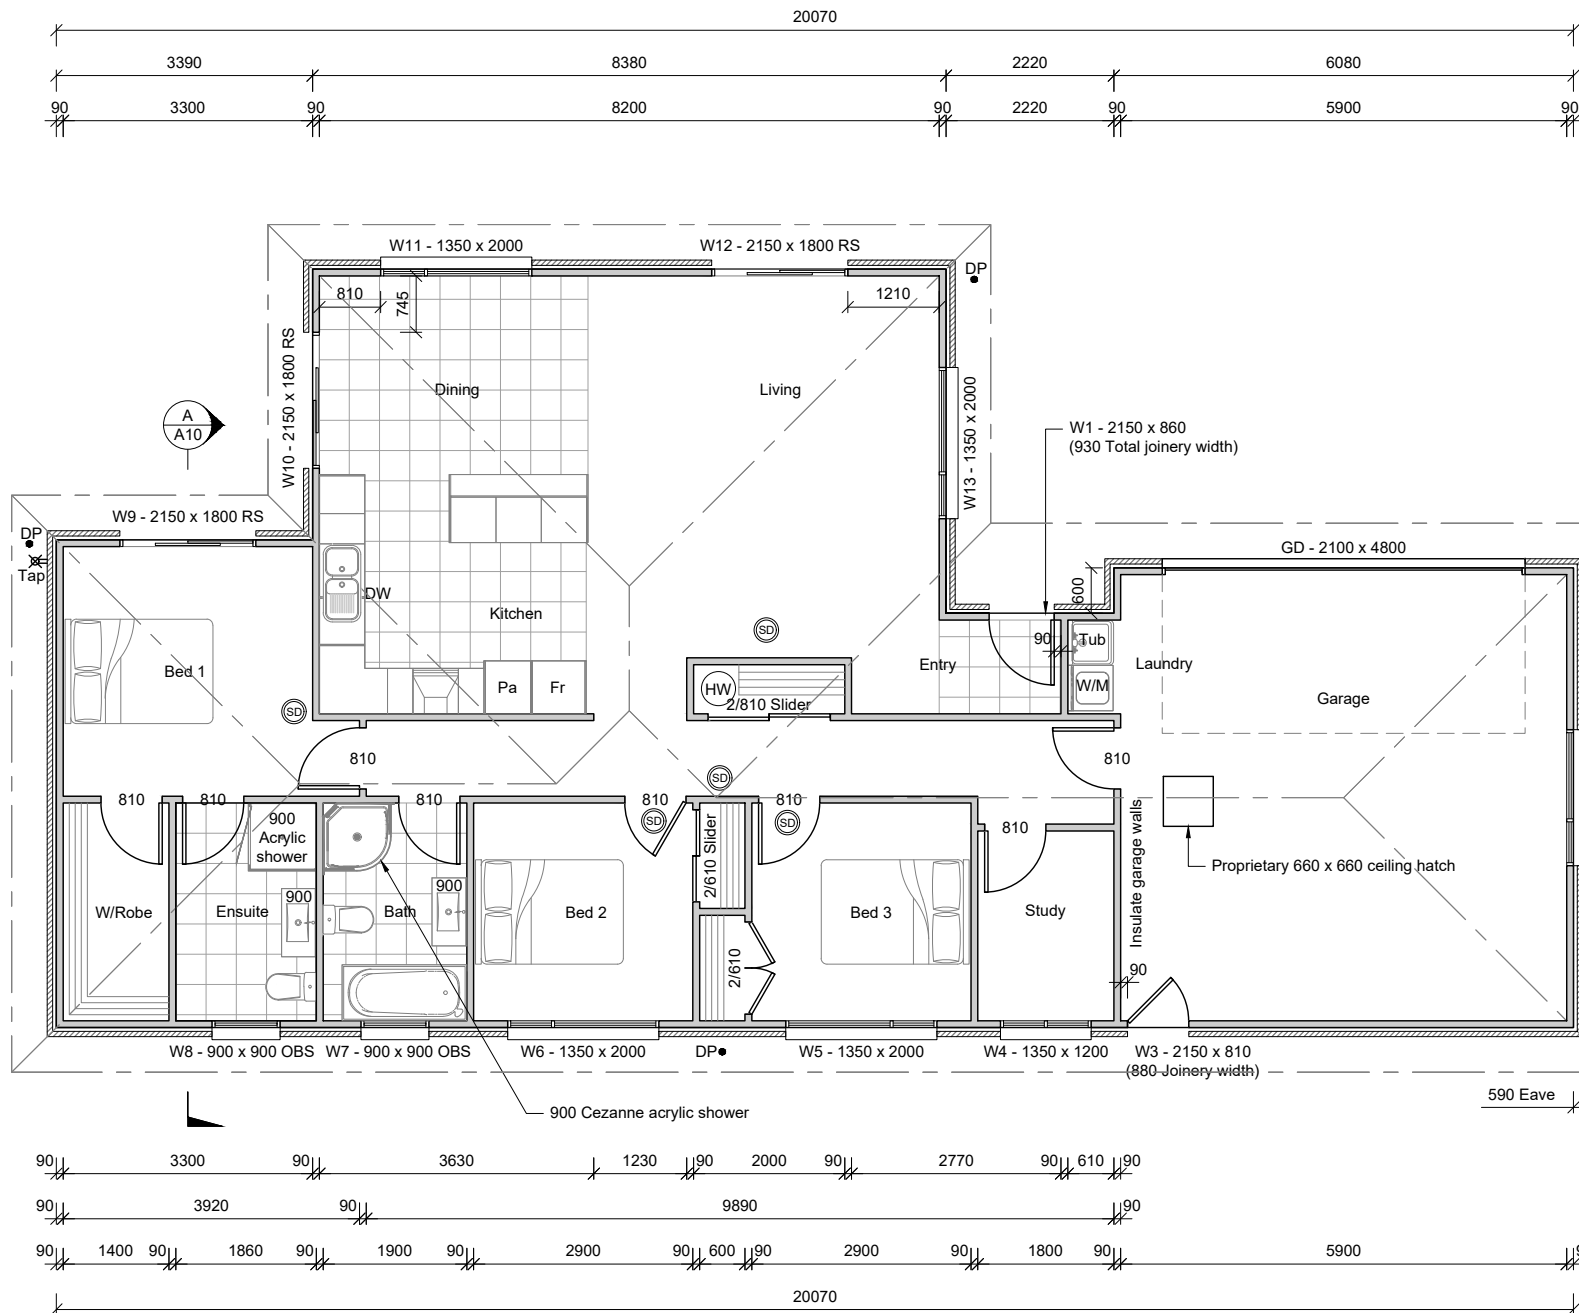 20070
3390 8380 2220 6080
90 3300 90 8200 90 2220 90 5900 90
W11 - 1350 x 2000
W12 - 2150 x 1800 RS
DP
810
745
1210
W10 - 2150 x 1800 RS
Dining
Living
W13 - 1350 x 2000
A
A10
W1 - 2150 x 860
(930 Total joinery width)
W9 - 2150 x 1800 RS
DP
Tap
GD - 2100 x 4800
600
DW
Kitchen
SD
90
Tub
Laundry
Entry
Bed 1
W/M
Pa
Fr
HW
2/810 Slider
Garage
SD
810
810
SD
810
810
810
810
810
SD
SD
900
Acrylic
shower
810
2/610 Slider
Insulate garage walls
Proprietary 660 x 660 ceiling hatch
900
900
W/Robe
Ensuite
Bath
Bed 2
Bed 3
Study
2/610
90
W8 - 900 x 900 OBS
W7 - 900 x 900 OBS
W6 - 1350 x 2000
DP
W5 - 1350 x 2000
W4 - 1350 x 1200
W3 - 2150 x 810
(880 Joinery width)
590 Eave
900 Cezanne acrylic shower
90 3300 90 3630 1230 90 2000 90 2770 90 610 90
90 3920 90 9890 90
90 1400 90 1860 90 1900 90 2900 90 600 90 2900 90 1800 90 5900
20070